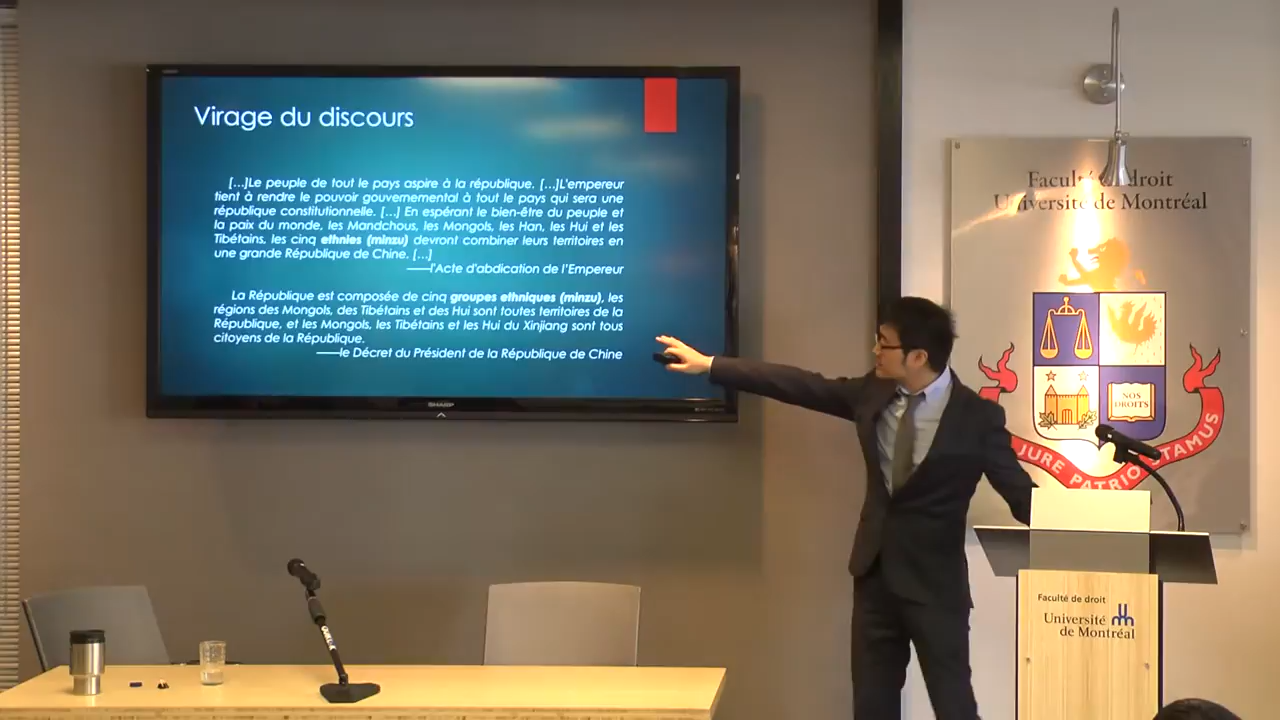 Virage du discours
[...]Le peuple de tout le pays aspire à la république. [...]L'empereur
tient à rendre le pouvoir gouvernemental à tout le pays qui sera une
république constitutionnelle. [...] En espérant le bien-être du peuple et
la paix du monde, les Mandchous, les Mongols, les Han, les Hui et les
Tibétains, les cinq ethnies (minzu) devront combiner leurs territoires en
une grande République de Chine. [...]
——l'Acte d'abdication de l'Empereur
La République est composée de cinq groupes ethniques (minzu), les
régions des Mongols, des Tibétains et des Hui sont toutes territoires de la
République, et les Mongols, les Tibétains et les Hui du Xinjiang sont tous
citoyens de la République.
——le Décret du Président de la République de Chine
SHARP
Faculté de droit
Université de Montréal
NOS
DROITS
JURE PATRIO STAMUS
Faculté de droit
Université
de Montréal